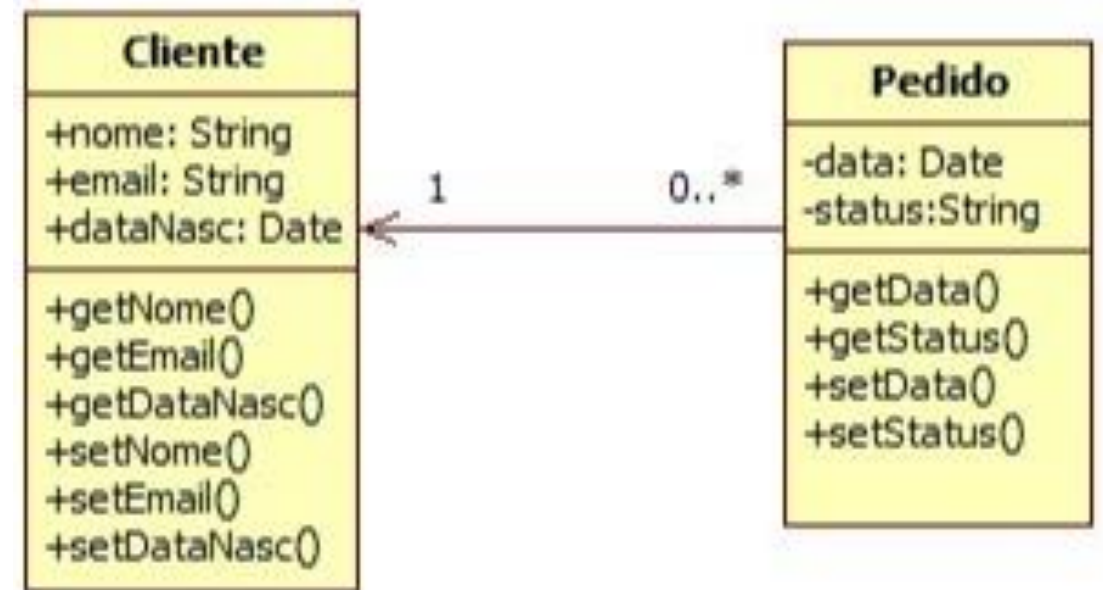 Cliente
+nome: String
+email: String
+dataNasc: Date
+getNome()
+getEmail()
+getDataNasc()
+setNome()
+setEmail()
+setDataNasc()
1
0..*
Pedido
-data: Date
-status:String
+getData()
+getStatus()
+setData()
+setStatus()